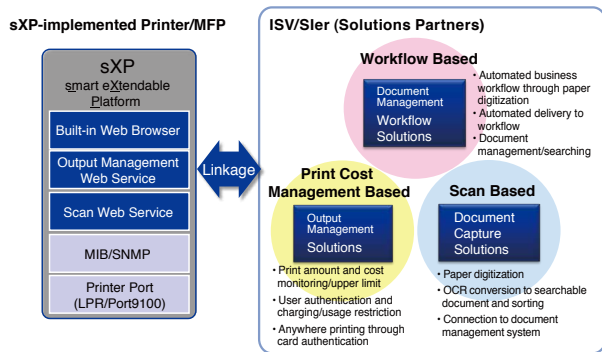 sXP-implemented Printer/MFP
sXP
smart eXtendable
Platform
Built-in Web Browser
Output Management
Web Service
Scan Web Service
MIB/SNMP
Printer Port
(LPR/Port9100)
Linkage
ISV/SIer (Solutions Partners)
Workflow Based
Document
Management
Workflow
Solutions
• Automated business
workflow through paper
digitization
• Automated delivery to
workflow
• Document
management/searching
Print Cost
Management Based
Output
Management
Solutions
• Print amount and cost
monitoring/upper limit
• User authentication and
charging/usage restriction
• Anywhere printing through
card authentication
Scan Based
Document
Capture
Solutions
• Paper digitization
• OCR conversion to searchable
document and sorting
• Connection to document
management system